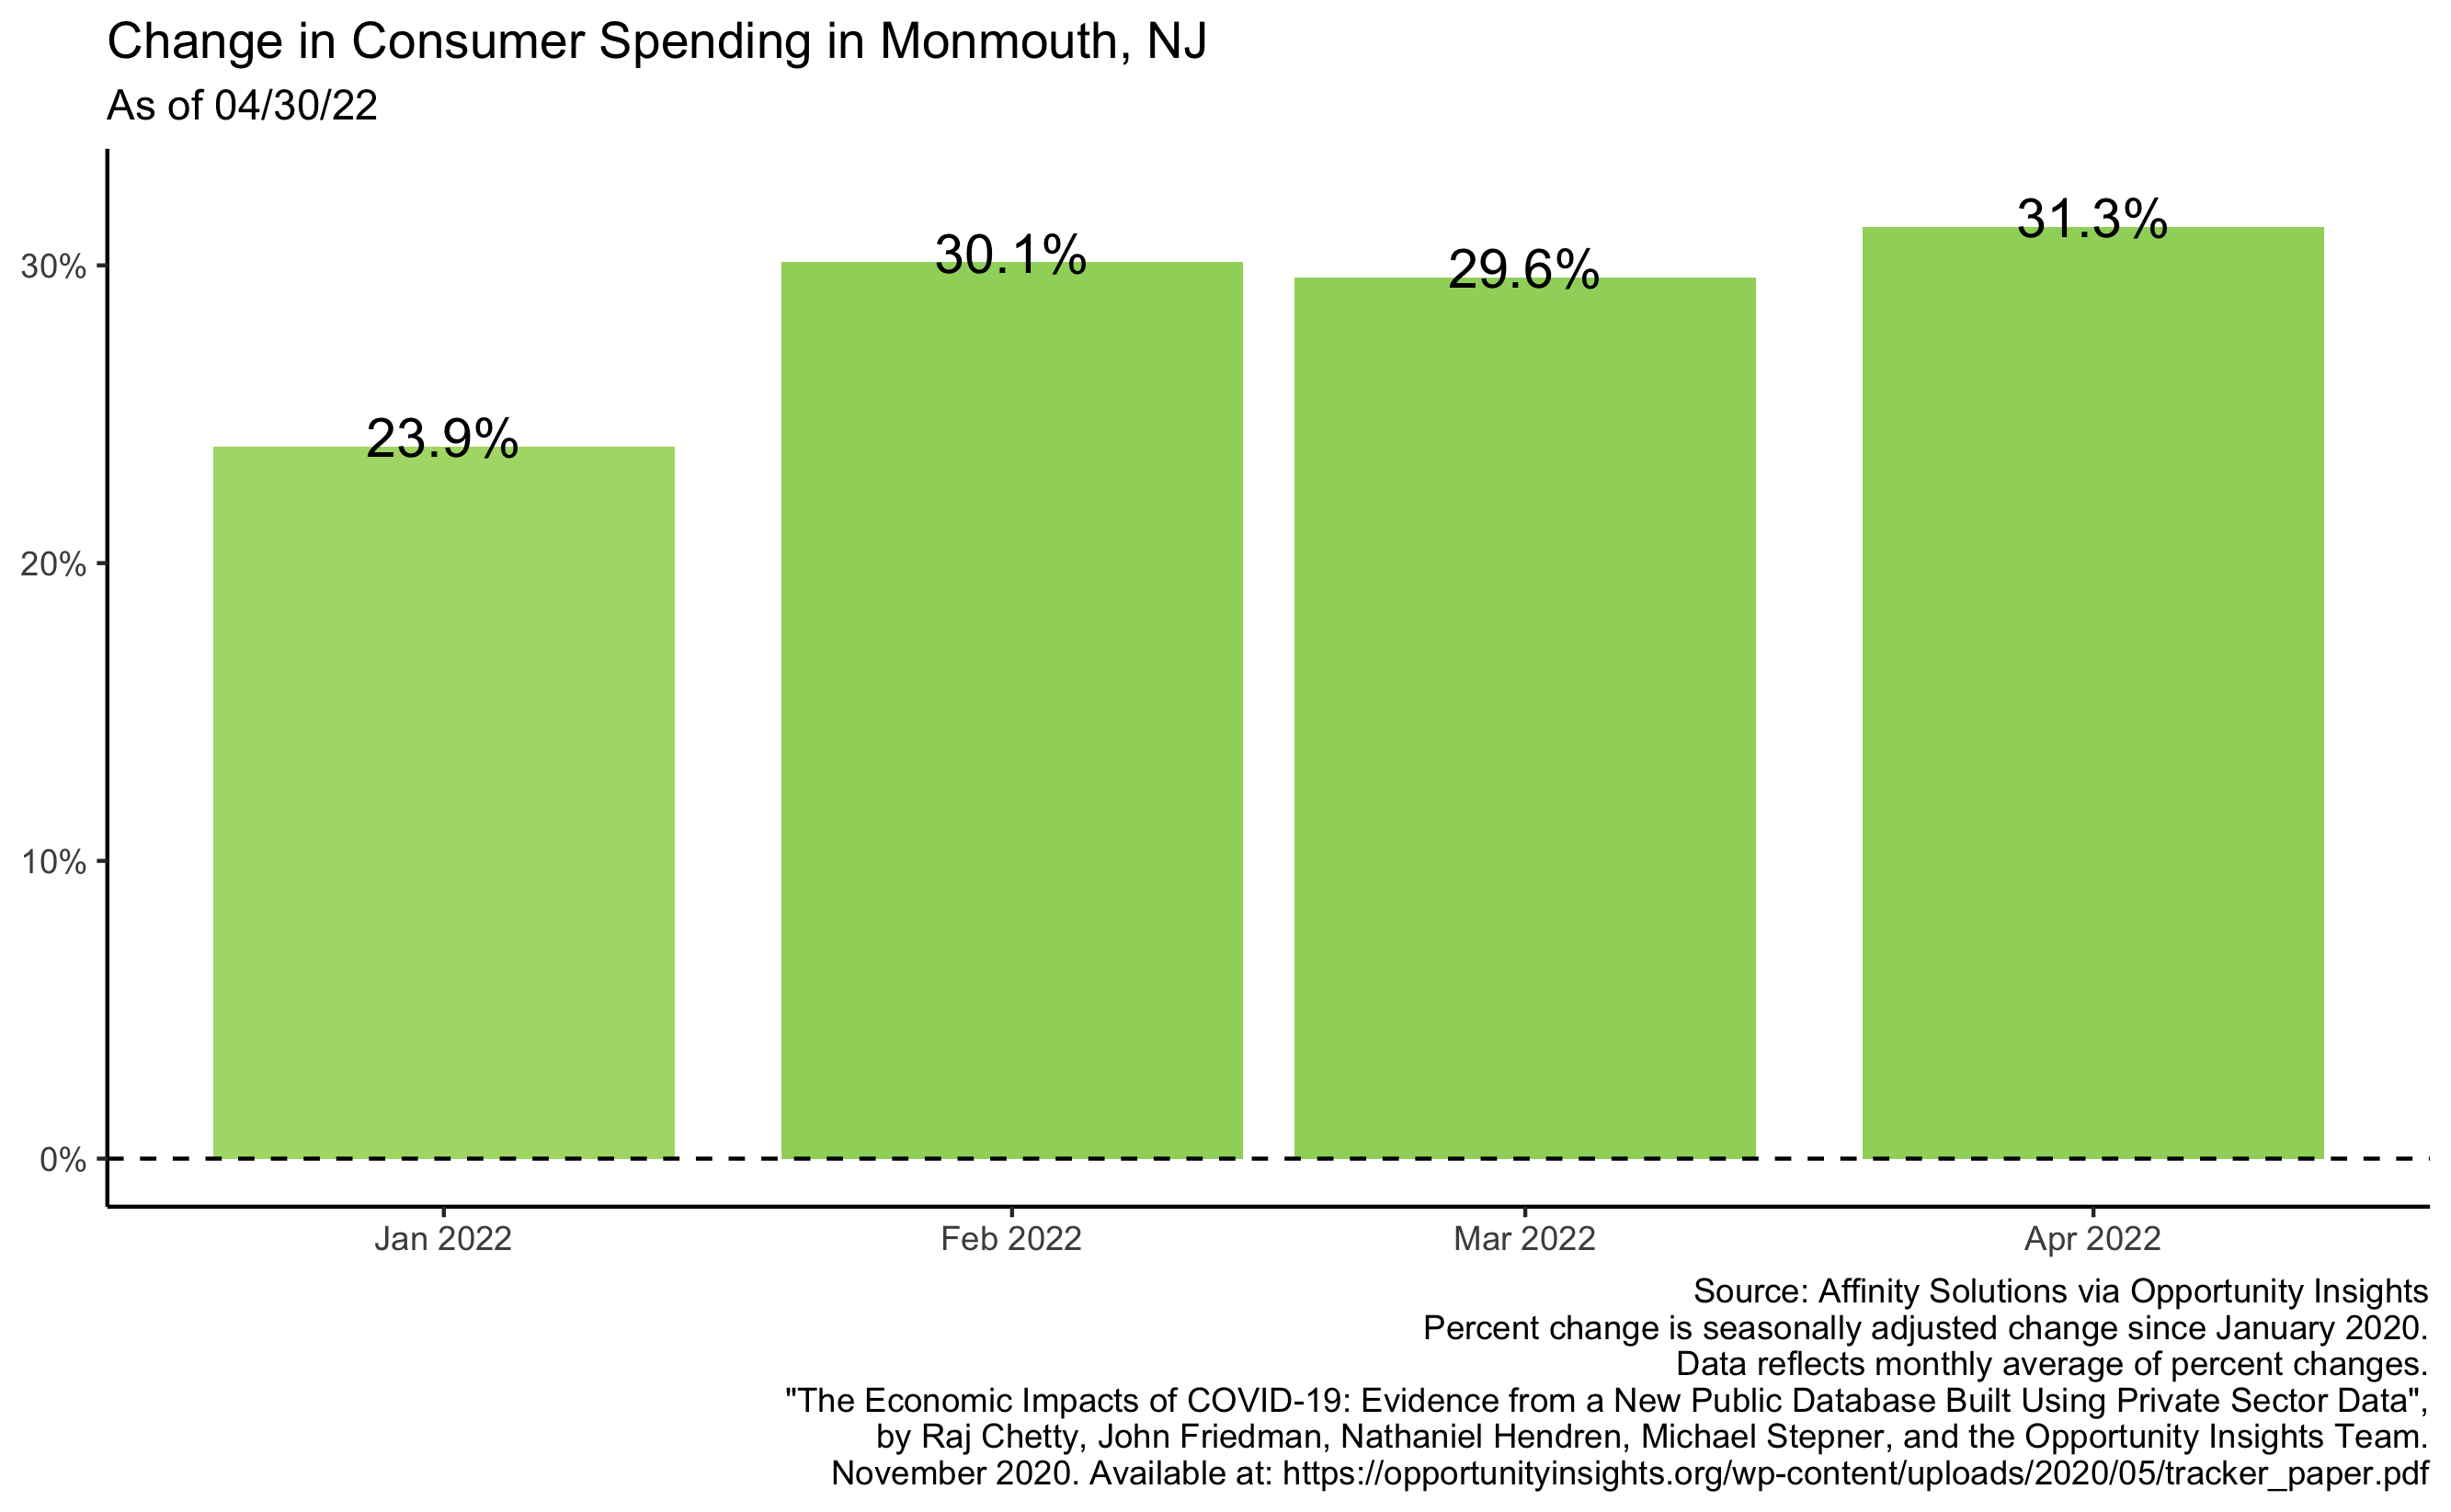 Change in Consumer Spending in Monmouth, NJ
As of 04/30/22
30%
20%
10%
0%
23.9%
30.1%
29.6%
31.3%
Jan 2022
Feb 2022
Mar 2022
Apr 2022
Source: Affinity Solutions via Opportunity Insights
Percent change is seasonally adjusted change since January 2020.
Data reflects monthly average of percent changes.
"The Economic Impacts of COVID-19: Evidence from a New Public Database Built Using Private Sector Data",
by Raj Chetty, John Friedman, Nathaniel Hendren, Michael Stepner, and the Opportunity Insights Team.
November 2020. Available at: https://opportunityinsights.org/wp-content/uploads/2020/05/tracker_paper.pdf